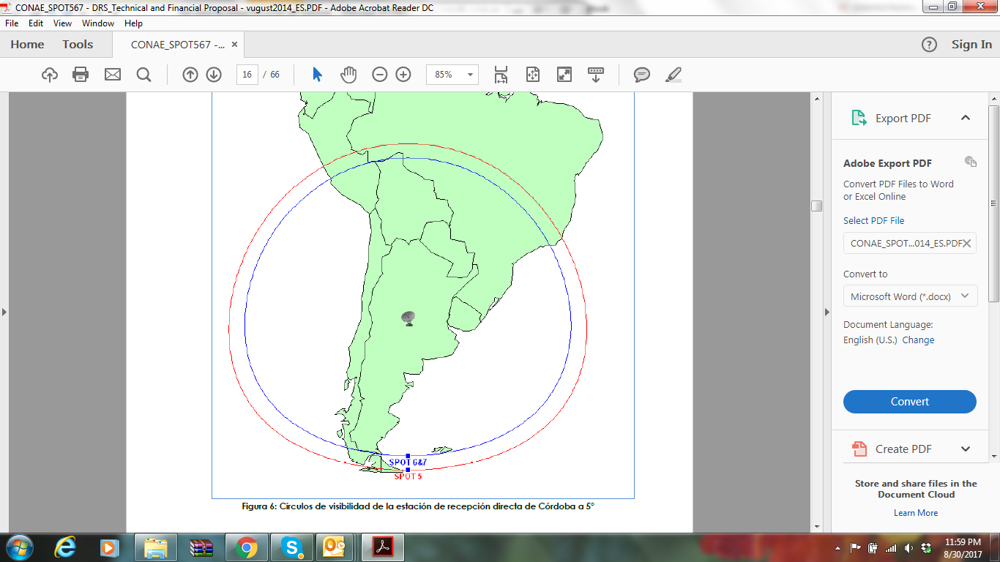 CONAE_SPOT567 - DRS_Technical and Financial Proposal - vugust2014_ES.PDF - Adobe Acrobat Reader DC
File Edit View Window Help
Home Tools CONAE_SPOT567 -... × Sign In
16 / 66 85%
Export PDF
Adobe Export PDF
Convert PDF Files to Word
or Excel Online
Select PDF File
CONAE_SPOT...014_ES.PDF
Convert to
Microsoft Word (*.docx)
Document Language:
English (U.S.) Change
Convert
Create PDF
Store and share files in the
Document Cloud
Learn More
SPOT 6&7
SPOT 5
Figura 6: Círculos de visibilidad de la estación de recepción directa de Córdoba a 5°
11:59 PM
8/30/2017